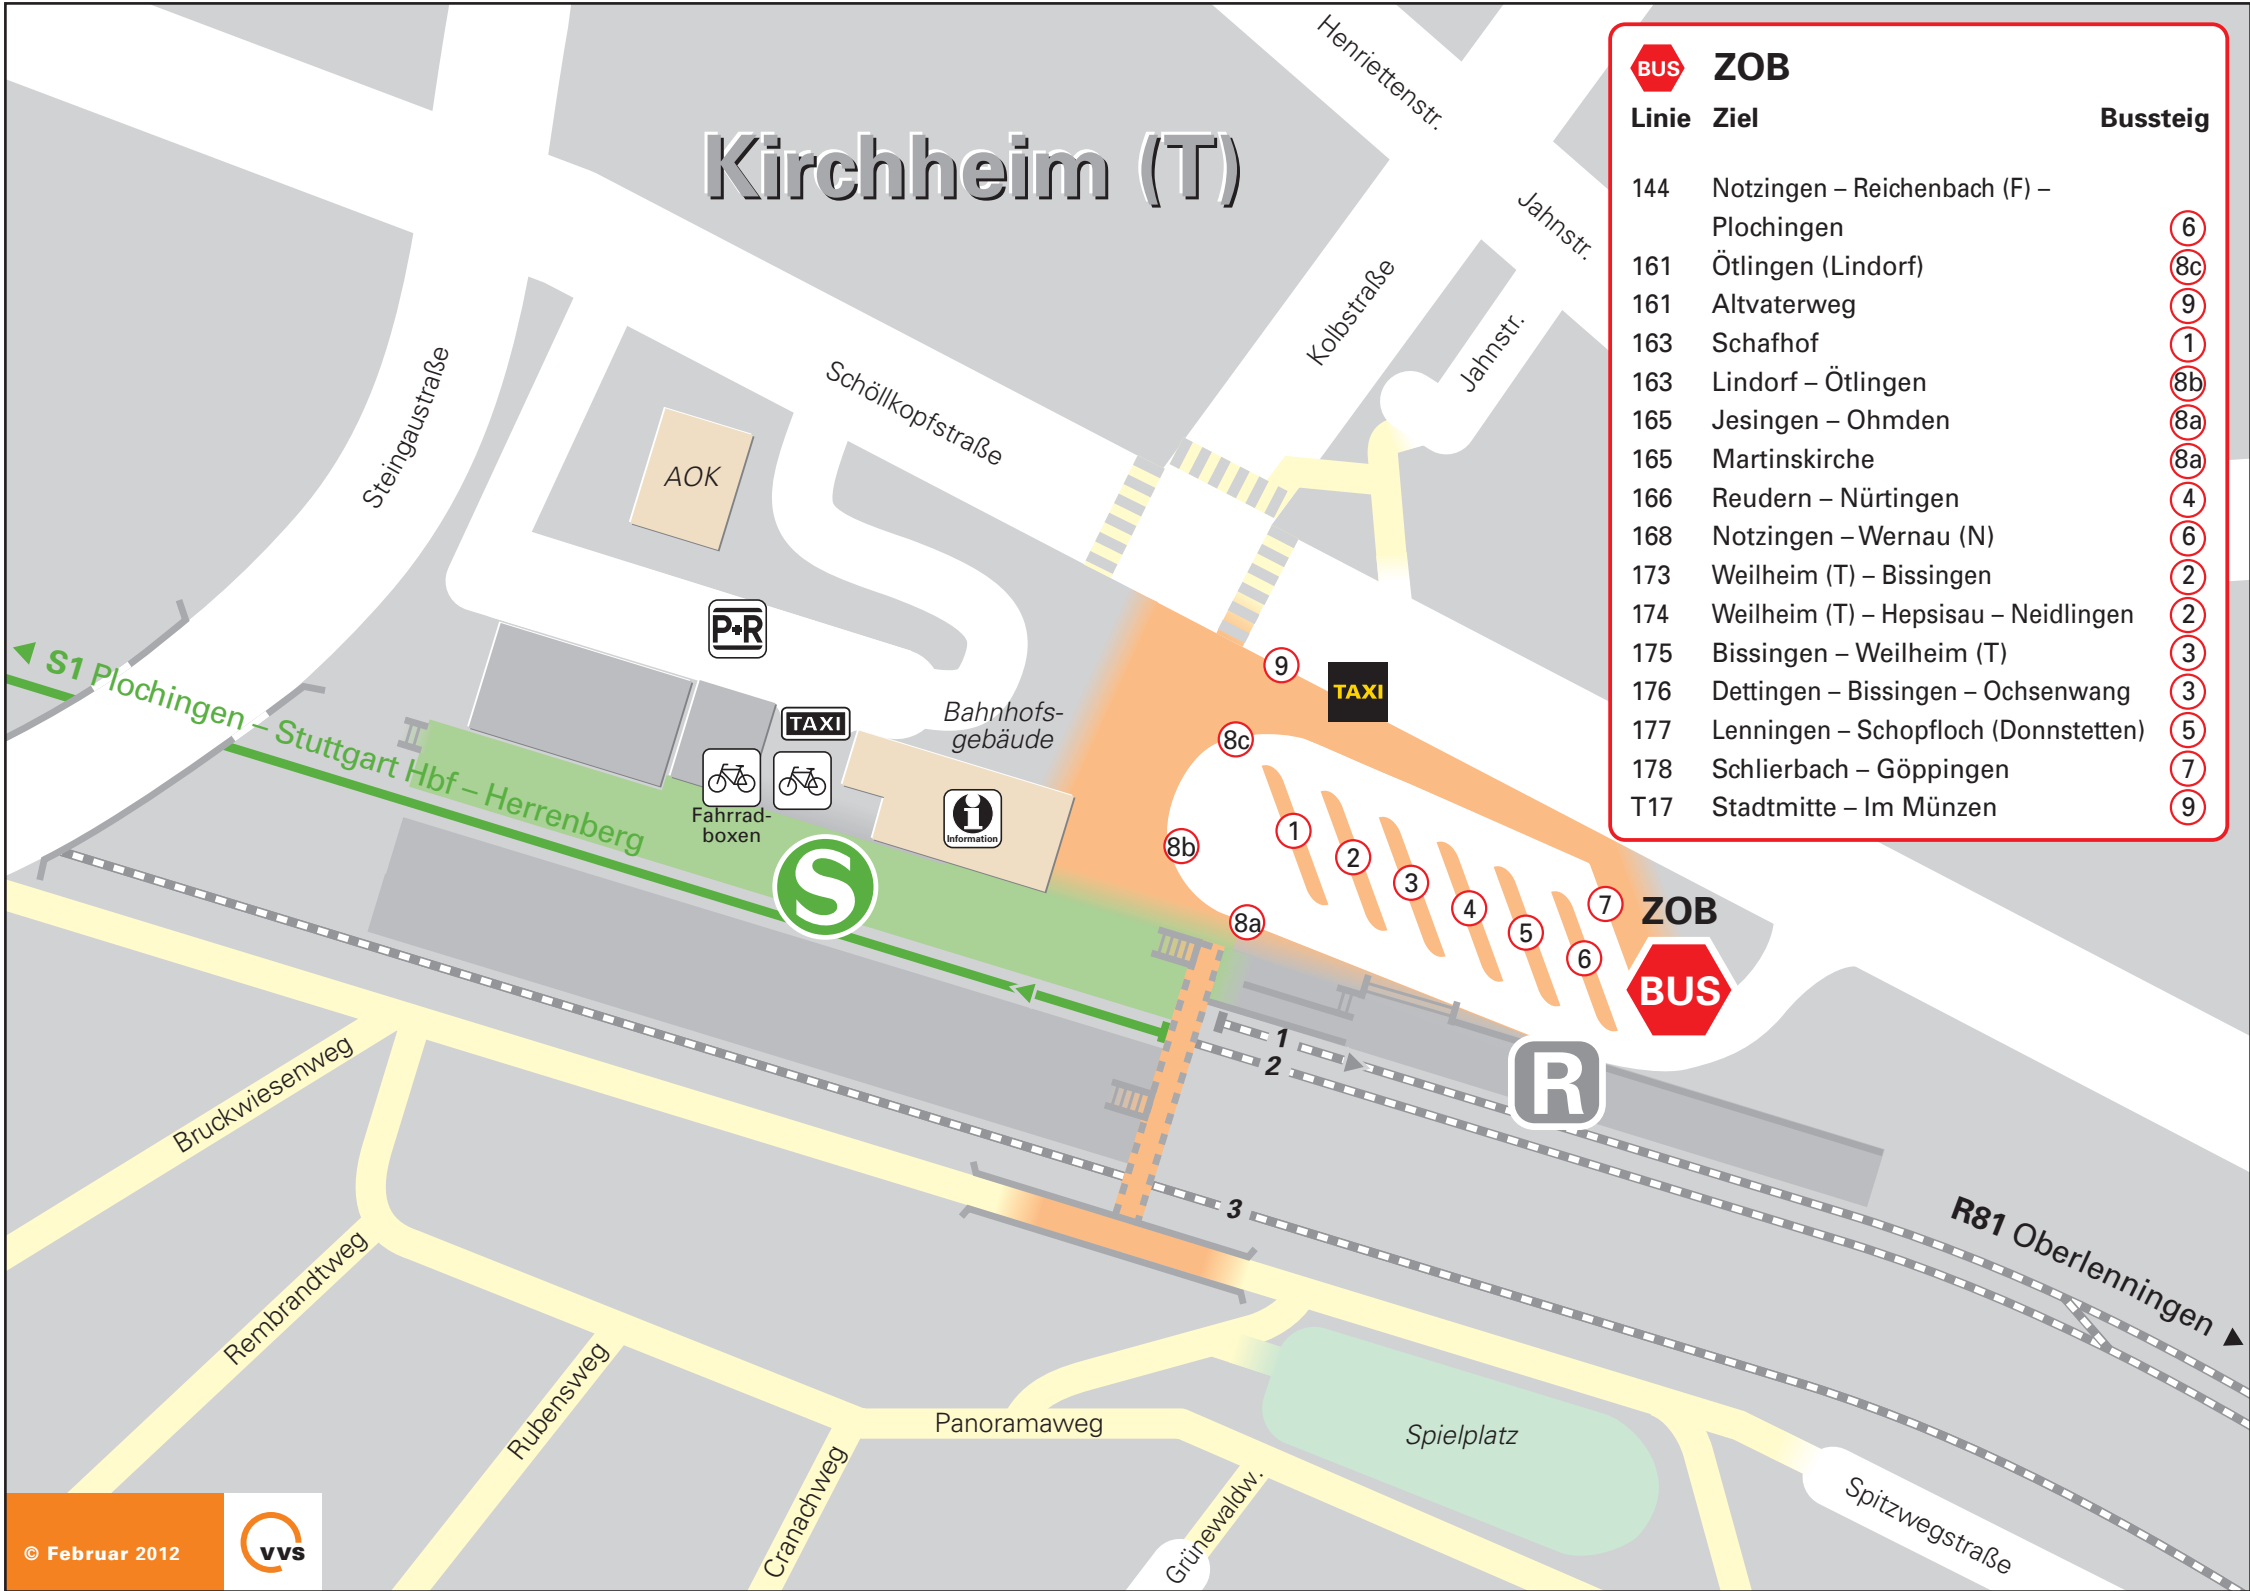 Kirchheim (T)
Henriettenstr.
Jahnstr.
Jahnstr.
Kolbstraße
Schöllkopfstraße
Steingaustraße
AOK
P+R
TAXI
Bahnhofs-
gebäude
Fahrrad-
boxen
i
Information
S
S1 Plochingen – Stuttgart Hbf – Herrenberg
9
TAXI
8c
8b
8a
1
2
3
4
5
6
7
ZOB
BUS
R
1
2
3
R81 Oberlenningen
Bruckwiesenweg
Rembrandtweg
Rubensweg
Cranachweg
Panoramaweg
Grünewaldw.
Spielplatz
Spitzwegstraße
© Februar 2012
VVS
BUS ZOB
Linie Ziel Bussteig
144 Notzingen – Reichenbach (F) –
Plochingen 6
161 Ötlingen (Lindorf) 8c
161 Altvaterweg 9
163 Schafhof 1
163 Lindorf – Ötlingen 8b
165 Jesingen – Ohmden 8a
165 Martinskirche 8a
166 Reudern – Nürtingen 4
168 Notzingen – Wernau (N) 6
173 Weilheim (T) – Bissingen 2
174 Weilheim (T) – Hepsisau – Neidlingen 2
175 Bissingen – Weilheim (T) 3
176 Dettingen – Bissingen – Ochsenwang 3
177 Lenningen – Schopfloch (Donnstetten) 5
178 Schlierbach – Göppingen 7
T17 Stadtmitte – Im Münzen 9